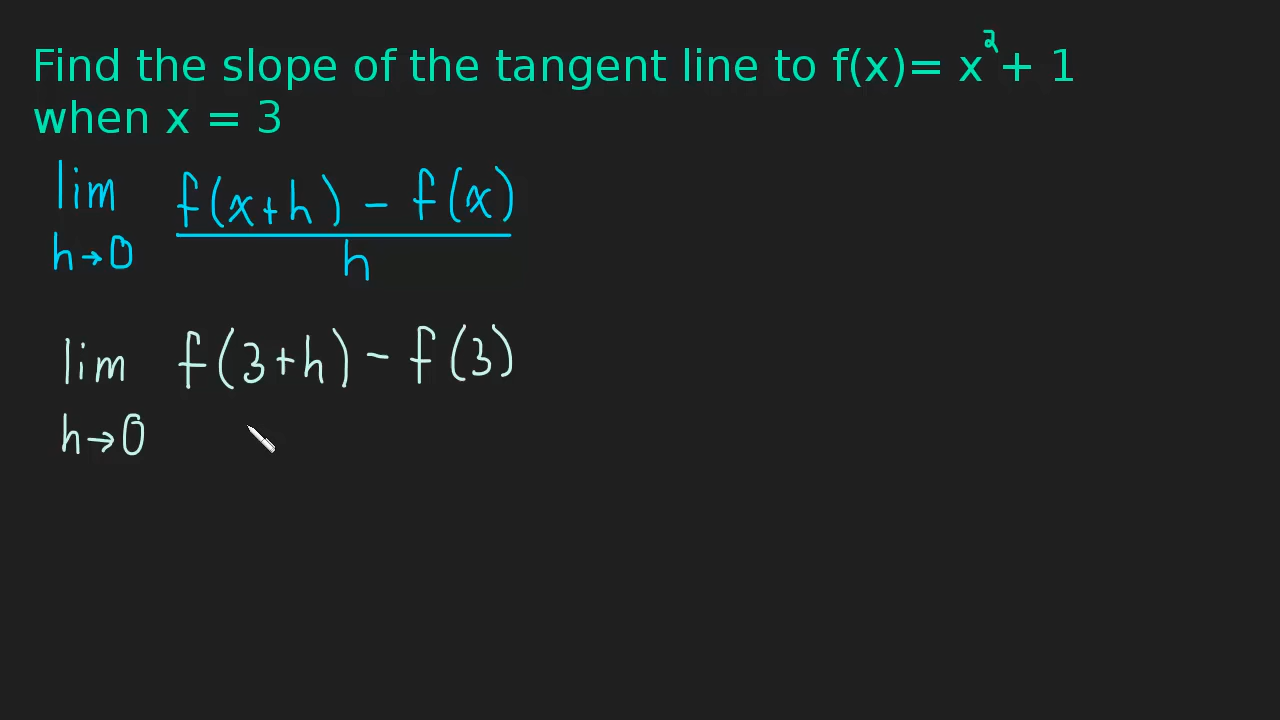 Find the slope of the tangent line to f(x)= x² + 1
when x = 3
lim f(x+h) - f(x)
h→0 h
lim f(3+h) - f(3)
h→0